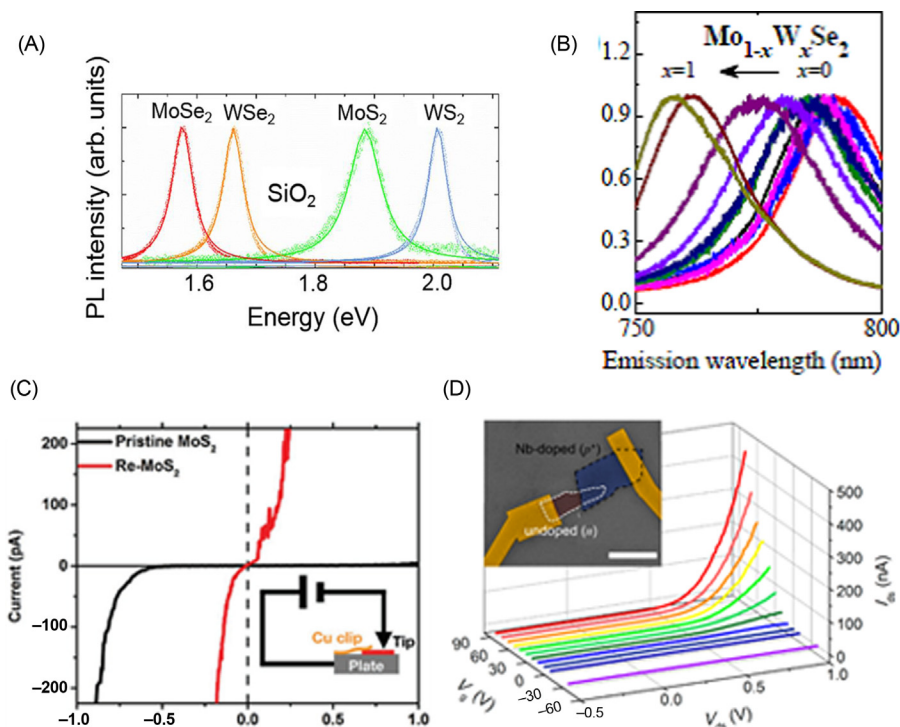 (A)
PL intensity (arb. units)
MoSe2
WSe2
MoS2
WS2
SiO2
1.6
1.8
2.0
Energy (eV)
(B)
Mo1-xWxSe2
x=1
x=0
1.2
0.9
0.6
0.3
0.0
750
800
Emission wavelength (nm)
(C)
Current (pA)
Pristine MoS2
Re-MoS2
200
100
0
−100
−200
Cu clip
Tip
Plate
−1.0
−0.5
0.0
0.5
1.0
(D)
Nb-doped (p+)
undoped (n)
500
400
300
200
100
0
Ids (nA)
90
60
30
0
−30
−60
Vg (V)
−0.5
0.0
0.5
1.0
Vds (V)